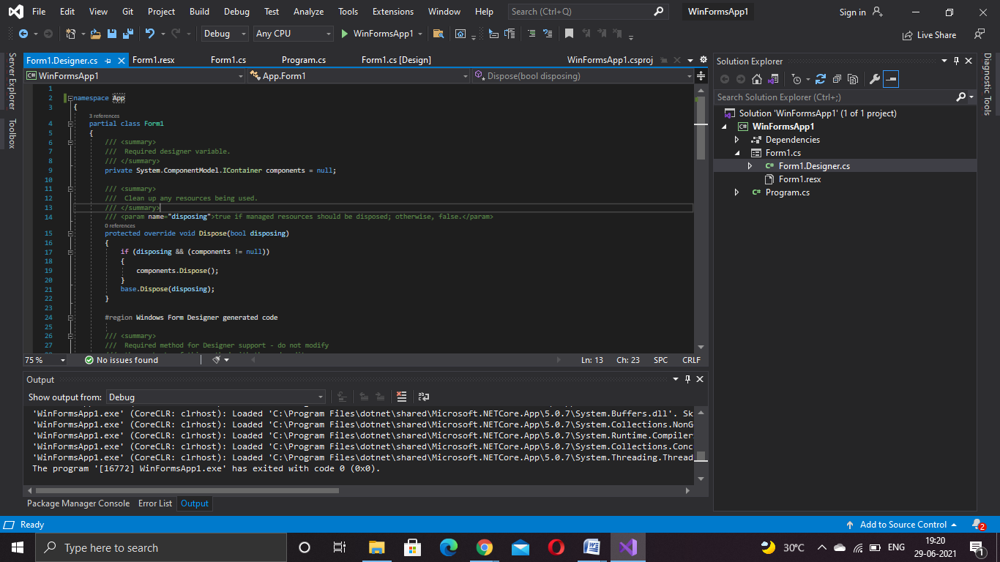 File Edit View Git Project Build Debug Test Analyze Tools Extensions Window Help Search (Ctrl+Q) WinFormsApp1 Sign in
Debug Any CPU WinFormsApp1 Live Share
Server Explorer
Toolbox
Form1.Designer.cs Form1.resx Form1.cs Program.cs Form1.cs [Design] WinFormsApp1.csproj
C# WinFormsApp1 App.Form1 Dispose(bool disposing)
1
2 namespace App
3 {
3 references
4 partial class Form1
5 {
6 /// <summary>
7 /// Required designer variable.
8 /// </summary>
9 private System.ComponentModel.IContainer components = null;
10
11 /// <summary>
12 /// Clean up any resources being used.
13 /// </summary>
14 /// <param name="disposing">true if managed resources should be disposed; otherwise, false.</param>
0 references
15 protected override void Dispose(bool disposing)
16 {
17 if (disposing && (components != null))
18 {
19 components.Dispose();
20 }
21 base.Dispose(disposing);
22 }
23
24 #region Windows Form Designer generated code
25
26 /// <summary>
27 /// Required method for Designer support - do not modify
75 % No issues found Ln: 13 Ch: 23 SPC CRLF
Output
Show output from: Debug
'WinFormsApp1.exe' (CoreCLR: clrhost): Loaded 'C:\Program Files\dotnet\shared\Microsoft.NETCore.App\5.0.7\System.Buffers.dll'. Sk
'WinFormsApp1.exe' (CoreCLR: clrhost): Loaded 'C:\Program Files\dotnet\shared\Microsoft.NETCore.App\5.0.7\System.Collections.NonG
'WinFormsApp1.exe' (CoreCLR: clrhost): Loaded 'C:\Program Files\dotnet\shared\Microsoft.NETCore.App\5.0.7\System.Runtime.Compiler
'WinFormsApp1.exe' (CoreCLR: clrhost): Loaded 'C:\Program Files\dotnet\shared\Microsoft.NETCore.App\5.0.7\System.Collections.Conc
'WinFormsApp1.exe' (CoreCLR: clrhost): Loaded 'C:\Program Files\dotnet\shared\Microsoft.NETCore.App\5.0.7\System.Threading.Thread
The program '[16772] WinFormsApp1.exe' has exited with code 0 (0x0).
Package Manager Console Error List Output
Solution Explorer
Search Solution Explorer (Ctrl+;)
Solution 'WinFormsApp1' (1 of 1 project)
C# WinFormsApp1
Dependencies
Form1.cs
C# Form1.Designer.cs
Form1.resx
C# Program.cs
Diagnostic Tools
Ready Add to Source Control 2
Type here to search 30°C ENG 19:20
29-06-2021 1